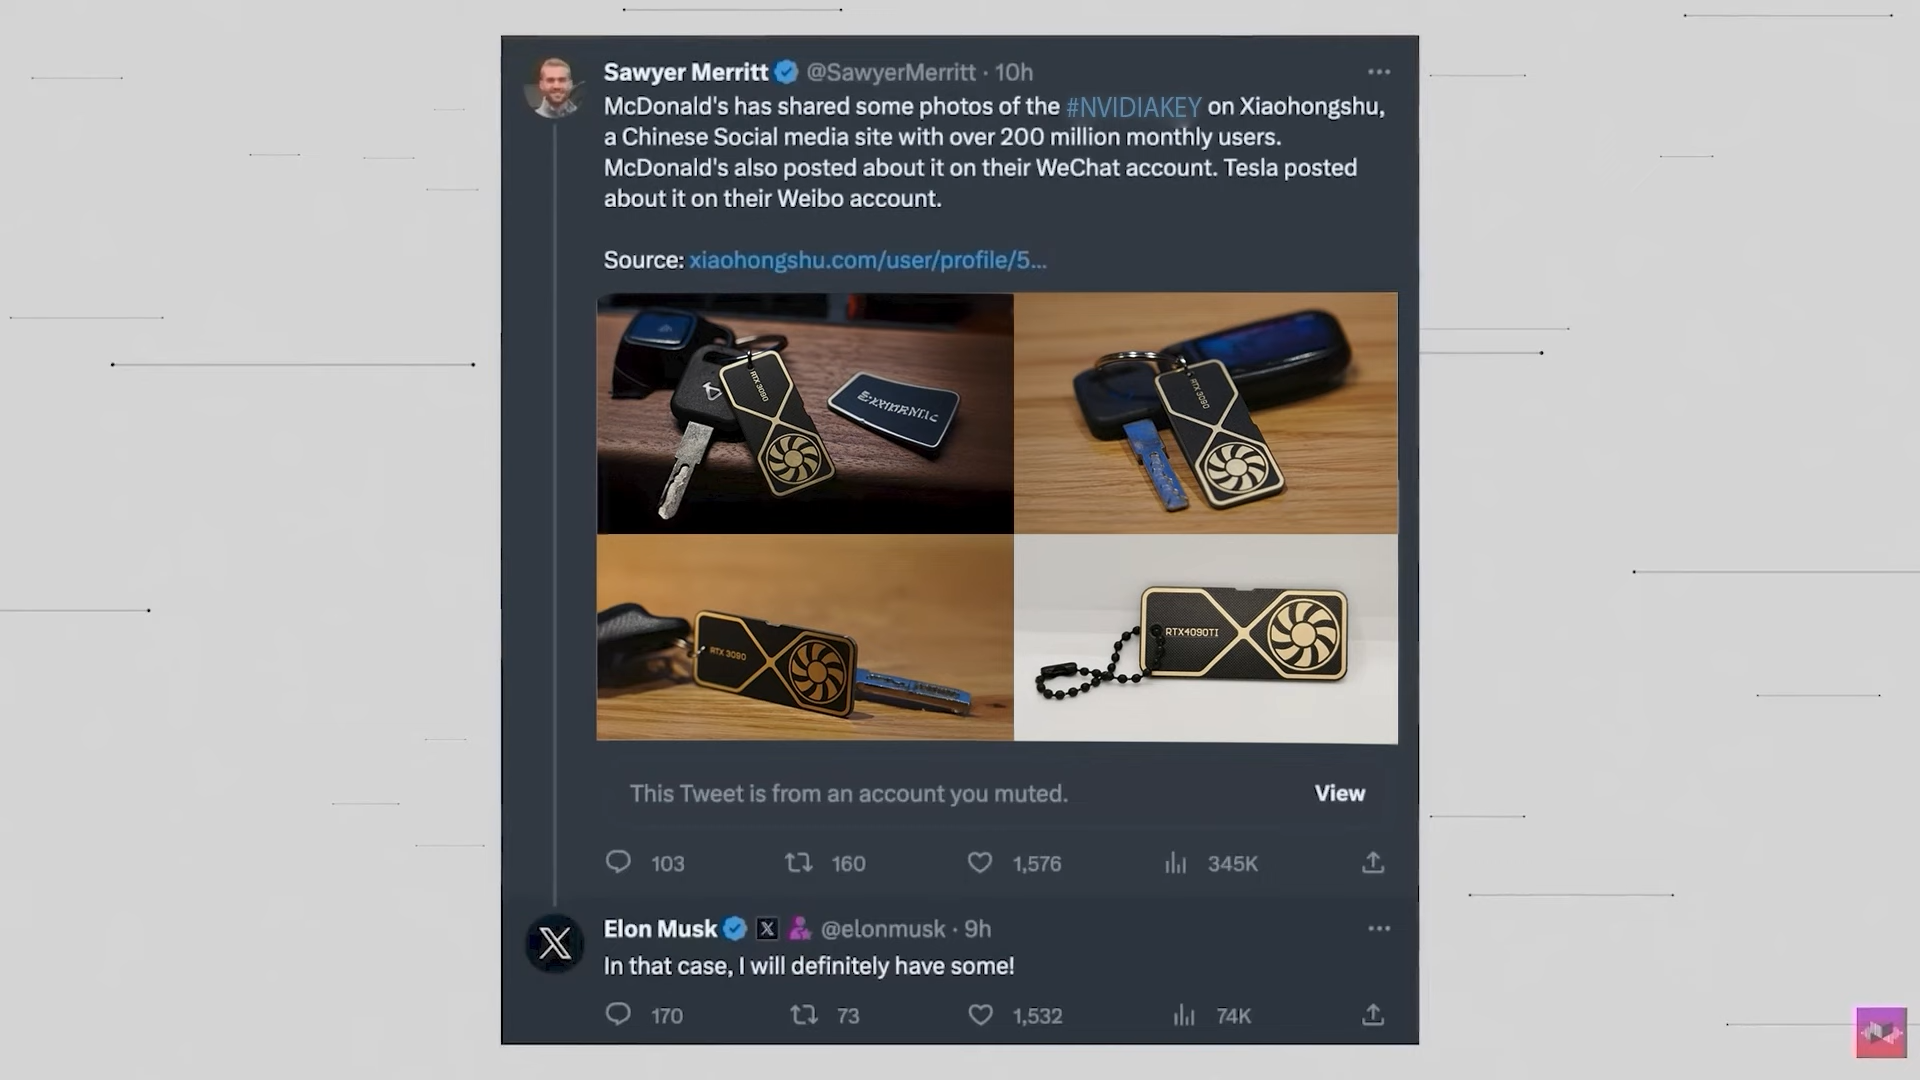 Sawyer Merritt @SawyerMerritt · 10h
McDonald's has shared some photos of the #NVIDIAKEY on Xiaohongshu,
a Chinese Social media site with over 200 million monthly users.
McDonald's also posted about it on their WeChat account. Tesla posted
about it on their Weibo account.
Source: xiaohongshu.com/user/profile/5...
RTX 3090
RTX 3090
RTX 3090
RTX4090TI
This Tweet is from an account you muted. View
103 160 1,576 345K
Elon Musk @elonmusk · 9h
In that case, I will definitely have some!
170 73 1,532 74K